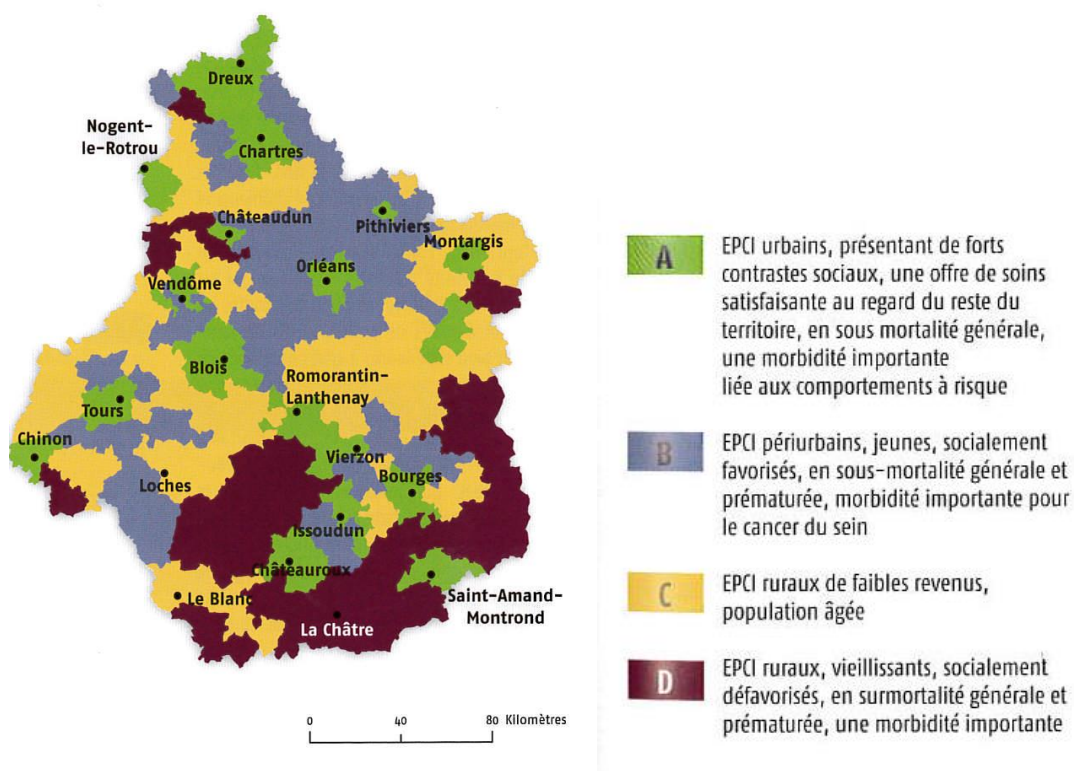 Dreux
Nogent-
le-Rotrou
Chartres
Châteaudun
Pithiviers
Montargis
Orléans
Vendôme
Blois
Romorantin-
Lanthenay
Tours
Chinon
Vierzon
Loches
Bourges
Issoudun
Châteauroux
Le Blanc
Saint-Amand-
Montrond
La Châtre
0 40 80 Kilomètres
A
EPCI urbains, présentant de forts
contrastes sociaux, une offre de soins
satisfaisante au regard du reste du
territoire, en sous mortalité générale,
une morbidité importante
liée aux comportements à risque
B
EPCI périurbains, jeunes, socialement
favorisés, en sous-mortalité générale et
prématurée, morbidité importante pour
le cancer du sein
C
EPCI ruraux de faibles revenus,
population âgée
D
EPCI ruraux, vieillissants, socialement
défavorisés, en surmortalité générale et
prématurée, une morbidité importante